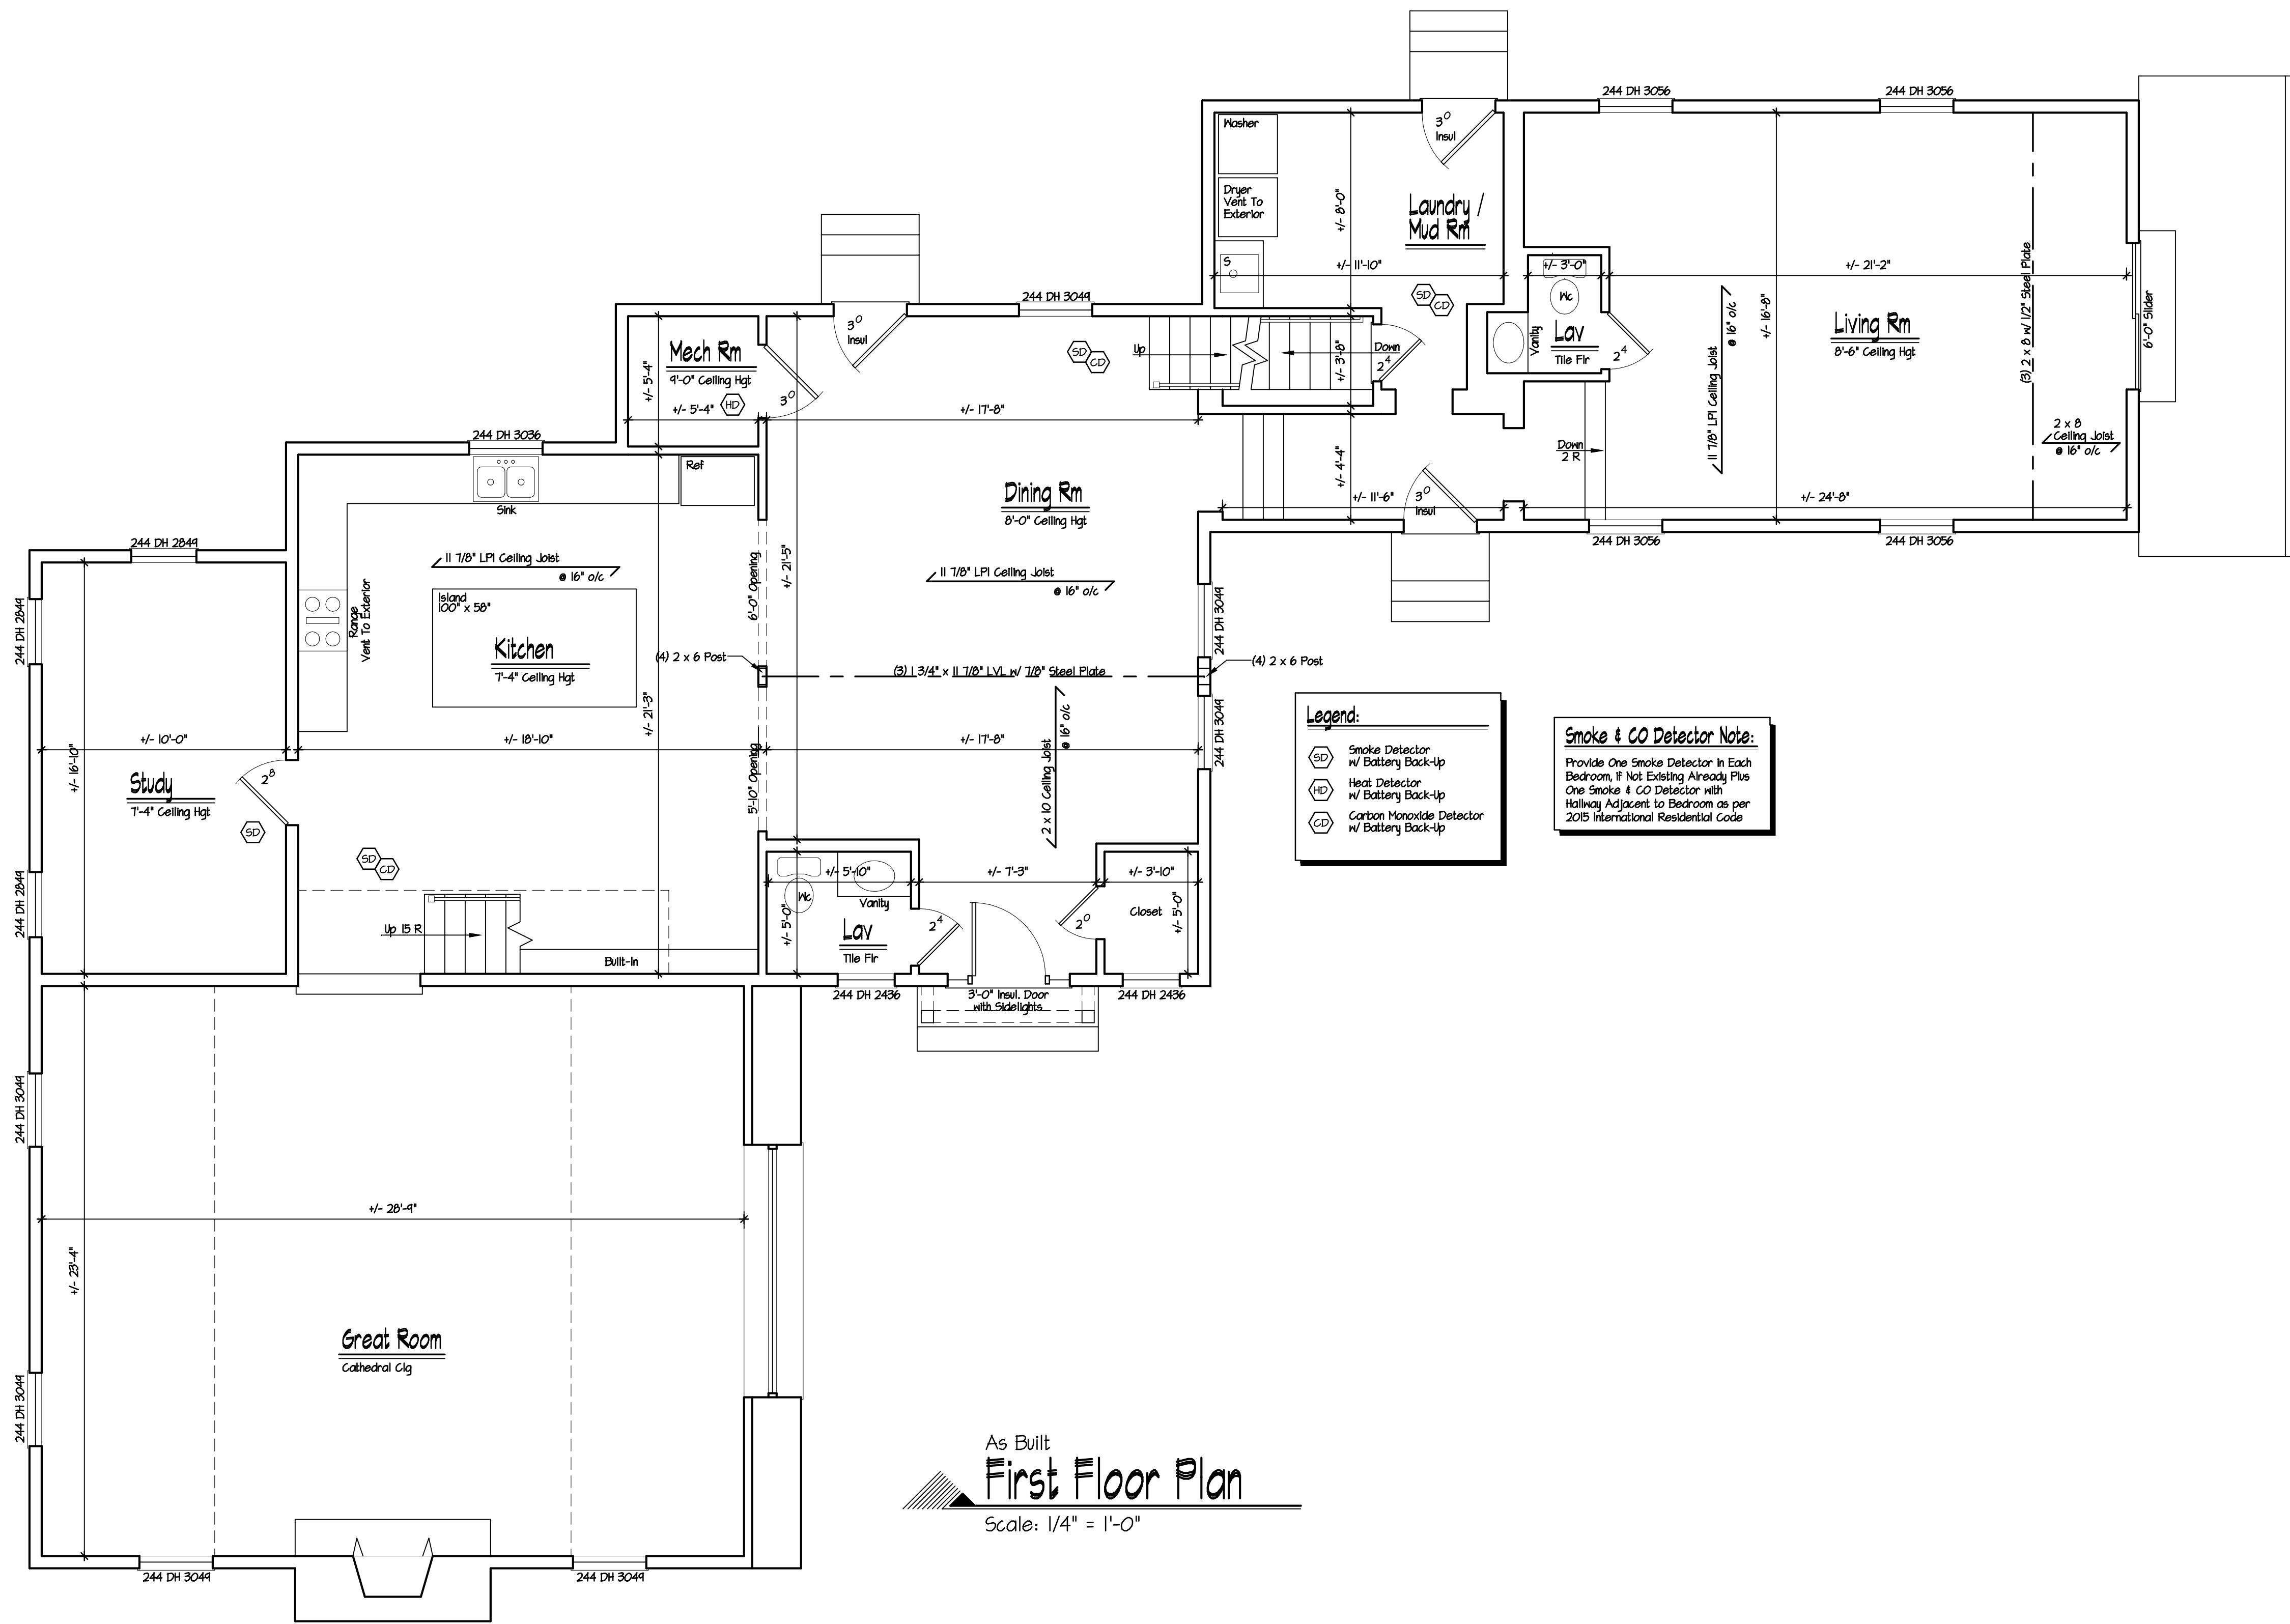 244 DH 3056
244 DH 3056
Washer
3⁰
Insul
Dryer
Vent To
Exterior
+/- 8'-0"
Laundry /
Mud Rm
S
+/- 11'-10"
+/- 3'-0"
+/- 21'-2"
SD
CD
Wc
Vanity
Lav
Tile Flr
2⁴
11 7/8" LPI Ceiling Joist
@ 16" o/c
+/- 16'-8"
Living Rm
8'-6" Ceiling Hgt
(3) 2 x 8 w/ 1/2" Steel Plate
6'-0" Slider
2 x 8
Ceiling Joist
@ 16" o/c
244 DH 3049
3⁰
Insul
Mech Rm
9'-0" Ceiling Hgt
+/- 5'-4"
+/- 5'-4"
HD
3⁰
SD
CD
Up
Down
2⁴
+/- 3'-8"
+/- 17'-8"
244 DH 3036
Ref
Sink
Dining Rm
8'-0" Ceiling Hgt
+/- 4'-4"
+/- 11'-6"
3⁰
Insul
Down
2 R
+/- 24'-8"
244 DH 3056
244 DH 3056
244 DH 2849
244 DH 2849
11 7/8" LPI Ceiling Joist
@ 16" o/c
Island
100" x 58"
Range
Vent To Exterior
Kitchen
7'-4" Ceiling Hgt
6'-0" Opening
+/- 21'-5"
11 7/8" LPI Ceiling Joist
@ 16" o/c
244 DH 3049
(4) 2 x 6 Post
(3) 1 3/4" x 11 7/8" LVL w/ 7/8" Steel Plate
(4) 2 x 6 Post
+/- 21'-3"
+/- 10'-0"
+/- 16'-10"
+/- 18'-10"
5'-10" Opening
+/- 17'-8"
2 x 10 Ceiling Joist
@ 16" o/c
244 DH 3049
Study
7'-4" Ceiling Hgt
2⁸
SD
SD
CD
244 DH 2849
Up 15 R
Built-In
+/- 5'-10"
Wc
Vanity
+/- 5'-0"
Lav
Tile Flr
2⁴
+/- 7'-3"
2⁰
+/- 3'-10"
Closet
+/- 5'-0"
244 DH 2436
3'-0" Insul. Door
with Sidelights
244 DH 2436
Legend:
SD
Smoke Detector
w/ Battery Back-Up
HD
Heat Detector
w/ Battery Back-Up
CD
Carbon Monoxide Detector
w/ Battery Back-Up
Smoke & CO Detector Note:
Provide One Smoke Detector in Each
Bedroom, if Not Existing Already Plus
One Smoke & CO Detector with
Hallway Adjacent to Bedroom as per
2015 International Residential Code
244 DH 3049
+/- 28'-9"
+/- 23'-4"
Great Room
Cathedral Clg
244 DH 3049
244 DH 3049
244 DH 3049
As Built
First Floor Plan
Scale: 1/4" = 1'-0"